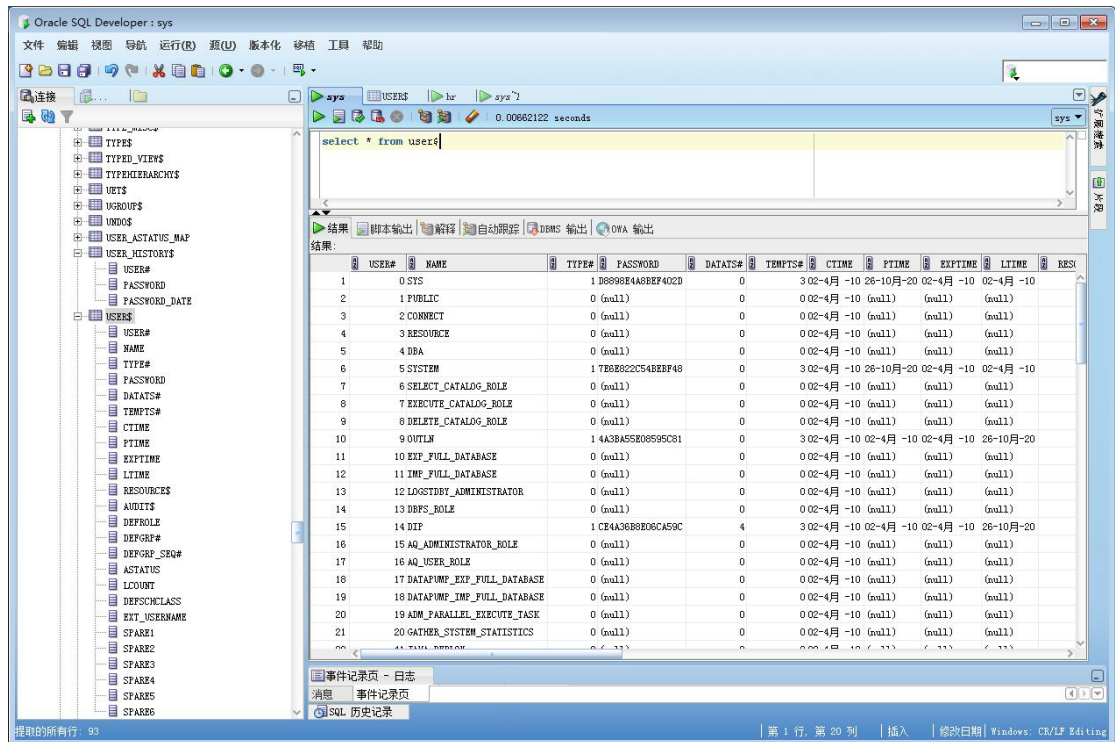 Oracle SQL Developer : sys
文件 编辑 视图 导航 运行(R) 源(U) 版本化 移植 工具 帮助
连接
sys USER$ hr sys~1
0.00662122 seconds
sys
扩展搜索
片段
select * from user$
TYPE$
TYPED_VIEW$
TYPEHIERARCHY$
UET$
UGROUP$
UNDO$
USER_ASTATUS_MAP
USER_HISTORY$
USER#
PASSWORD
PASSWORD_DATE
USER$
USER#
NAME
TYPE#
PASSWORD
DATATS#
TEMPTS#
CTIME
PTIME
EXPTIME
LTIME
RESOURCE$
AUDIT$
DEFROLE
DEFGRP#
DEFGRP_SEQ#
ASTATUS
LCOUNT
DEFSCHCLASS
EXT_USERNAME
SPARE1
SPARE2
SPARE3
SPARE4
SPARE5
SPARE6
结果 脚本输出 解释 自动跟踪 DBMS 输出 OWA 输出
结果:
USER# NAME TYPE# PASSWORD DATATS# TEMPTS# CTIME PTIME EXPTIME LTIME
1 0 SYS 1 D8898E4A8BEF402D 0 3 02-4月 -10 26-10月-20 02-4月 -10 02-4月 -10
2 1 PUBLIC 0 (null) 0 0 02-4月 -10 (null) (null) (null)
3 2 CONNECT 0 (null) 0 0 02-4月 -10 (null) (null) (null)
4 3 RESOURCE 0 (null) 0 0 02-4月 -10 (null) (null) (null)
5 4 DBA 0 (null) 0 0 02-4月 -10 (null) (null) (null)
6 5 SYSTEM 1 7E6E822C54BEBF48 0 3 02-4月 -10 26-10月-20 02-4月 -10 02-4月 -10
7 6 SELECT_CATALOG_ROLE 0 (null) 0 0 02-4月 -10 (null) (null) (null)
8 7 EXECUTE_CATALOG_ROLE 0 (null) 0 0 02-4月 -10 (null) (null) (null)
9 8 DELETE_CATALOG_ROLE 0 (null) 0 0 02-4月 -10 (null) (null) (null)
10 9 OUTLN 1 4A3BA55E08595C81 0 3 02-4月 -10 02-4月 -10 02-4月 -10 26-10月-20
11 10 EXP_FULL_DATABASE 0 (null) 0 0 02-4月 -10 (null) (null) (null)
12 11 IMP_FULL_DATABASE 0 (null) 0 0 02-4月 -10 (null) (null) (null)
13 12 LOGSTDBY_ADMINISTRATOR 0 (null) 0 0 02-4月 -10 (null) (null) (null)
14 13 DBFS_ROLE 0 (null) 0 0 02-4月 -10 (null) (null) (null)
15 14 DIP 1 CE4A36B8E06CA59C 4 3 02-4月 -10 02-4月 -10 02-4月 -10 26-10月-20
16 15 AQ_ADMINISTRATOR_ROLE 0 (null) 0 0 02-4月 -10 (null) (null) (null)
17 16 AQ_USER_ROLE 0 (null) 0 0 02-4月 -10 (null) (null) (null)
18 17 DATAPUMP_EXP_FULL_DATABASE 0 (null) 0 0 02-4月 -10 (null) (null) (null)
19 18 DATAPUMP_IMP_FULL_DATABASE 0 (null) 0 0 02-4月 -10 (null) (null) (null)
20 19 ADM_PARALLEL_EXECUTE_TASK 0 (null) 0 0 02-4月 -10 (null) (null) (null)
21 20 GATHER_SYSTEM_STATISTICS 0 (null) 0 0 02-4月 -10 (null) (null) (null)
事件记录页 - 日志
消息 事件记录页
SQL 历史记录
提取的所有行: 93 第 1 行, 第 20 列 插入 修改日期 Windows: CR/LF Editing